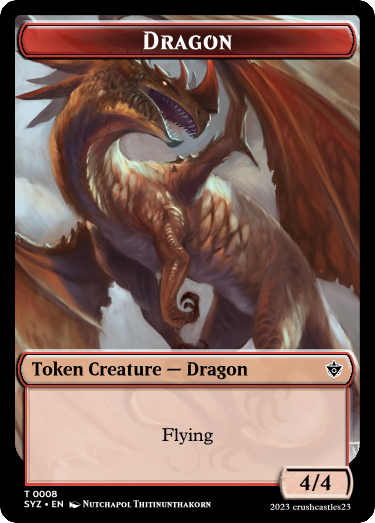 Dragon
Token Creature — Dragon
Flying
4/4
T 0008
SYZ • EN Nutchapol Thitinunthakorn
2023 crushcastles23